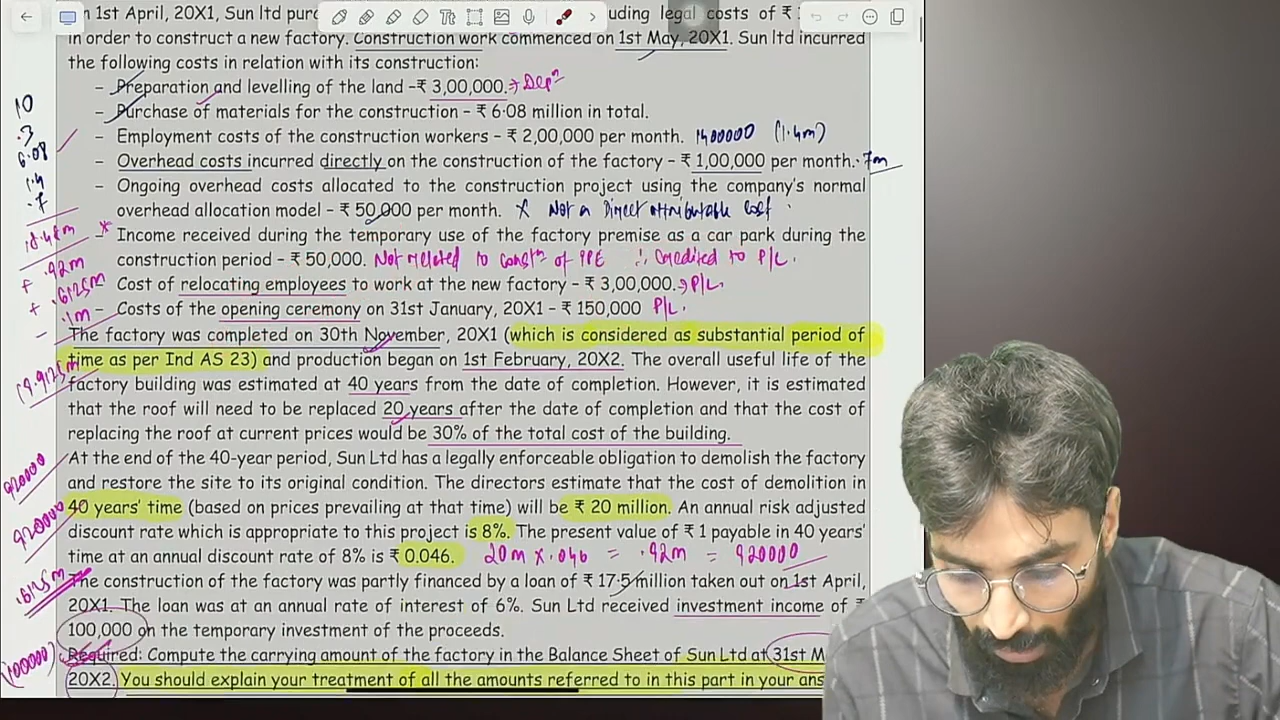 n 1st April, 20X1, Sun ltd purc uding legal costs of ₹
in order to construct a new factory. Construction work commenced on 1st May, 20X1. Sun ltd incurred
the following costs in relation with its construction:
– Preparation and levelling of the land –₹ 3,00,000. → Depn
10
– Purchase of materials for the construction – ₹ 6·08 million in total.
.3
– Employment costs of the construction workers – ₹ 2,00,000 per month. 1400000 (1.4m)
6.08
– Overhead costs incurred directly on the construction of the factory – ₹ 1,00,000 per month. .7m
1.4
– Ongoing overhead costs allocated to the construction project using the company's normal
.7
overhead allocation model – ₹ 50,000 per month. X Not a Direct attributable Cost.
18.48m
– Income received during the temporary use of the factory premise as a car park during the
construction period – ₹ 50,000. Not related to constn of PPE ∴ Credited to P/L.
+ .92m
– Cost of relocating employees to work at the new factory – ₹ 3,00,000. → P/L.
+ .6125m
– Costs of the opening ceremony on 31st January, 20X1 – ₹ 150,000 P/L.
- .1m
The factory was completed on 30th November, 20X1 (which is considered as substantial period of
time as per Ind AS 23) and production began on 1st February, 20X2. The overall useful life of the
19.9125m
factory building was estimated at 40 years from the date of completion. However, it is estimated
that the roof will need to be replaced 20 years after the date of completion and that the cost of
replacing the roof at current prices would be 30% of the total cost of the building.
At the end of the 40-year period, Sun Ltd has a legally enforceable obligation to demolish the factory
920000
and restore the site to its original condition. The directors estimate that the cost of demolition in
40 years' time (based on prices prevailing at that time) will be ₹ 20 million. An annual risk adjusted
920000
discount rate which is appropriate to this project is 8%. The present value of ₹ 1 payable in 40 years'
time at an annual discount rate of 8% is ₹ 0.046. 20m x .046 = .92m = 920000
The construction of the factory was partly financed by a loan of ₹ 17·5 million taken out on 1st April,
.6125m
20X1. The loan was at an annual rate of interest of 6%. Sun Ltd received investment income of ₹
100,000 on the temporary investment of the proceeds.
(100000)
Required: Compute the carrying amount of the factory in the Balance Sheet of Sun Ltd at 31st M
20X2. You should explain your treatment of all the amounts referred to in this part in your ans